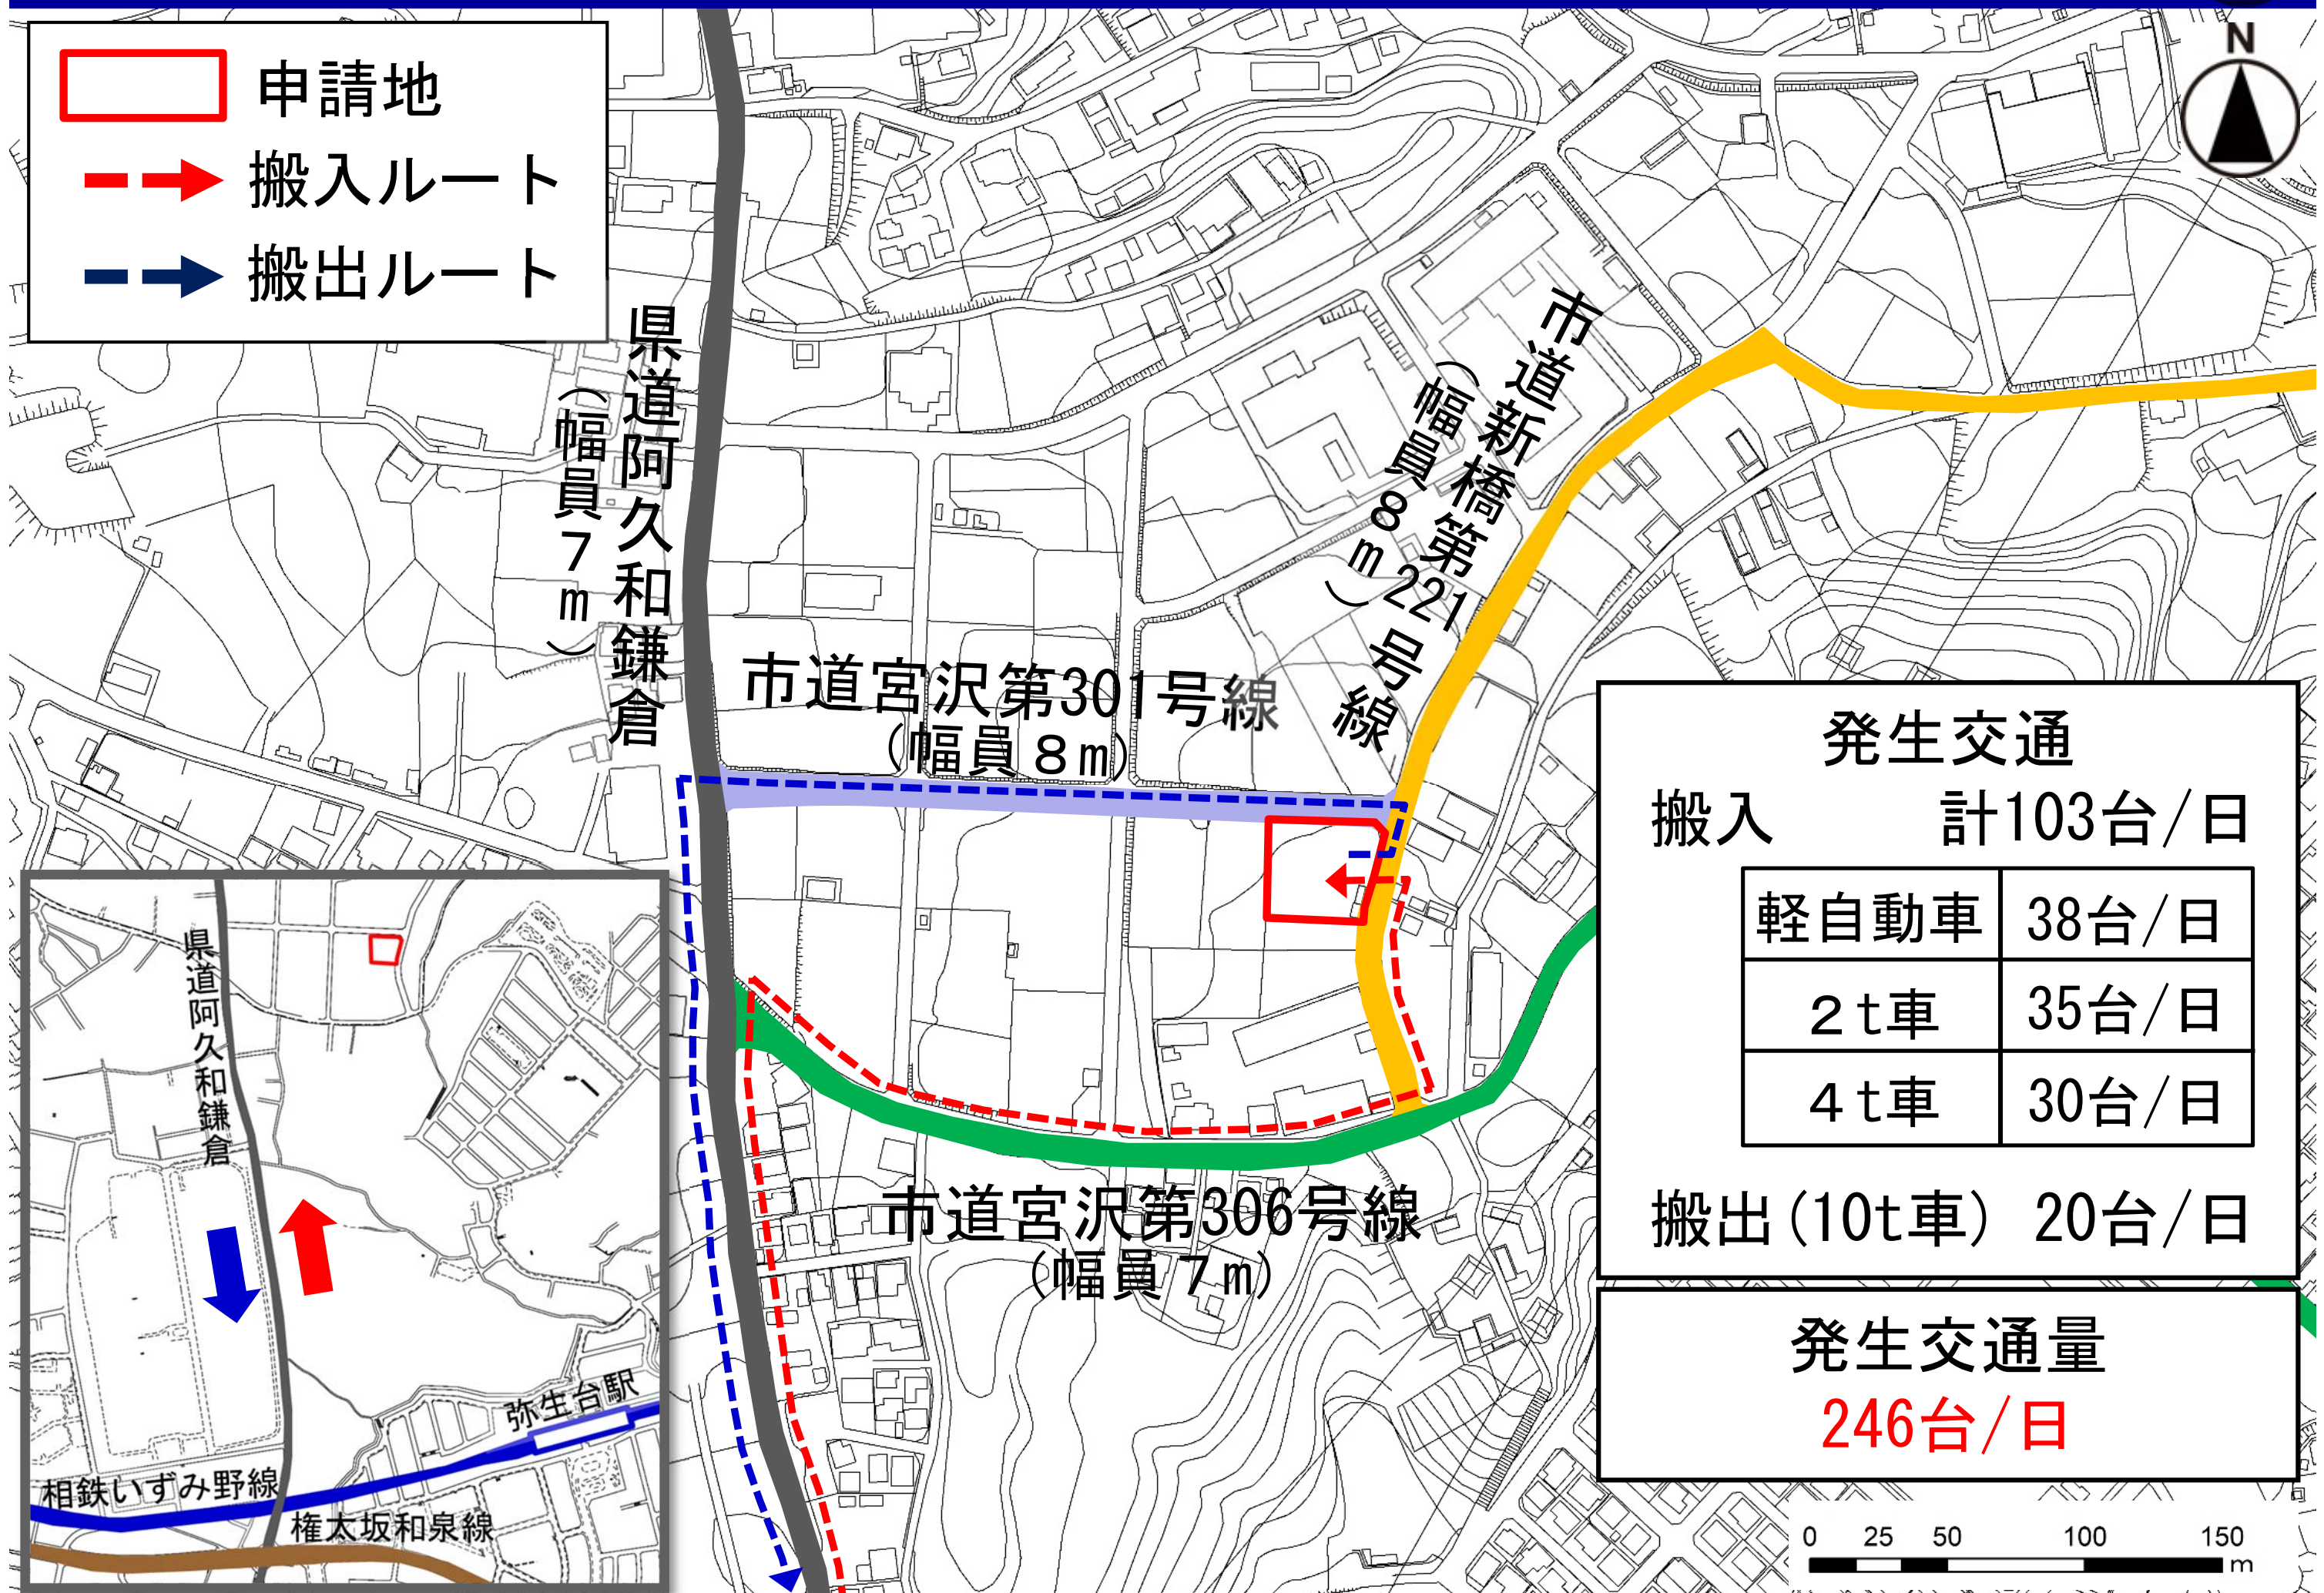 申請地
搬入ルート
搬出ルート
N
県道阿久和鎌倉
（幅員７m）
市道新橋第221号線
（幅員８m）
市道宮沢第301号線
（幅員８m）
市道宮沢第306号線
（幅員７m）
発生交通
搬入 計103台/日
軽自動車 38台/日
２t車 35台/日
４t車 30台/日
搬出(10t車) 20台/日
発生交通量
246台/日
県道阿久和鎌倉
弥生台駅
相鉄いずみ野線
権太坂和泉線
0 25 50 100 150
m